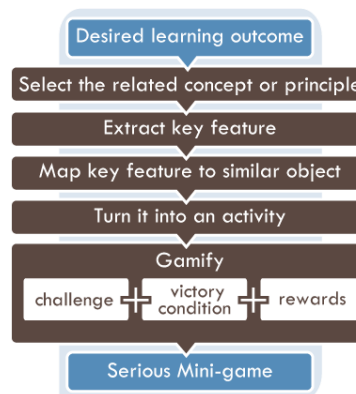 Desired learning outcome
Select the related concept or principle
Extract key feature
Map key feature to similar object
Turn it into an activity
Gamify
challenge + victory condition + rewards
Serious Mini-game